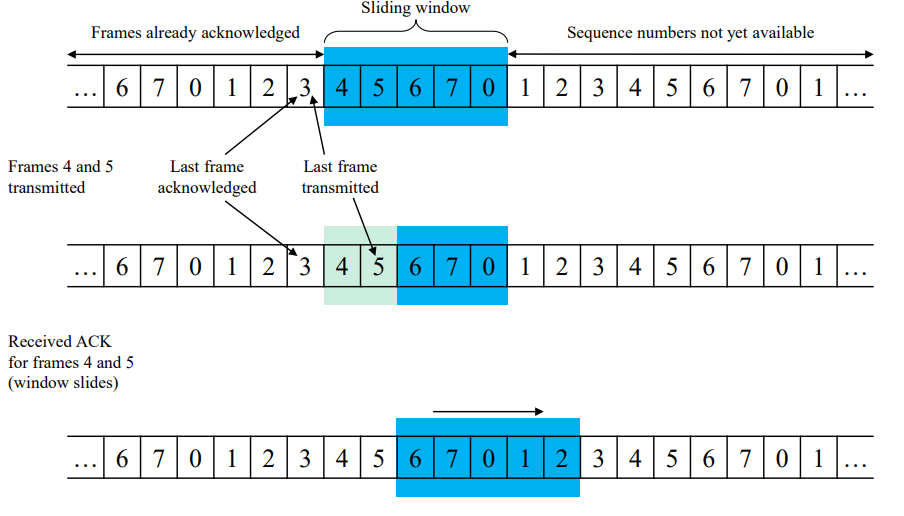 Sliding window
Frames already acknowledged
Sequence numbers not yet available
... 6 7 0 1 2 3 4 5 6 7 0 1 2 3 4 5 6 7 0 1 ...
Frames 4 and 5
transmitted
Last frame
acknowledged
Last frame
transmitted
... 6 7 0 1 2 3 4 5 6 7 0 1 2 3 4 5 6 7 0 1 ...
Received ACK
for frames 4 and 5
(window slides)
... 6 7 0 1 2 3 4 5 6 7 0 1 2 3 4 5 6 7 0 1 ...